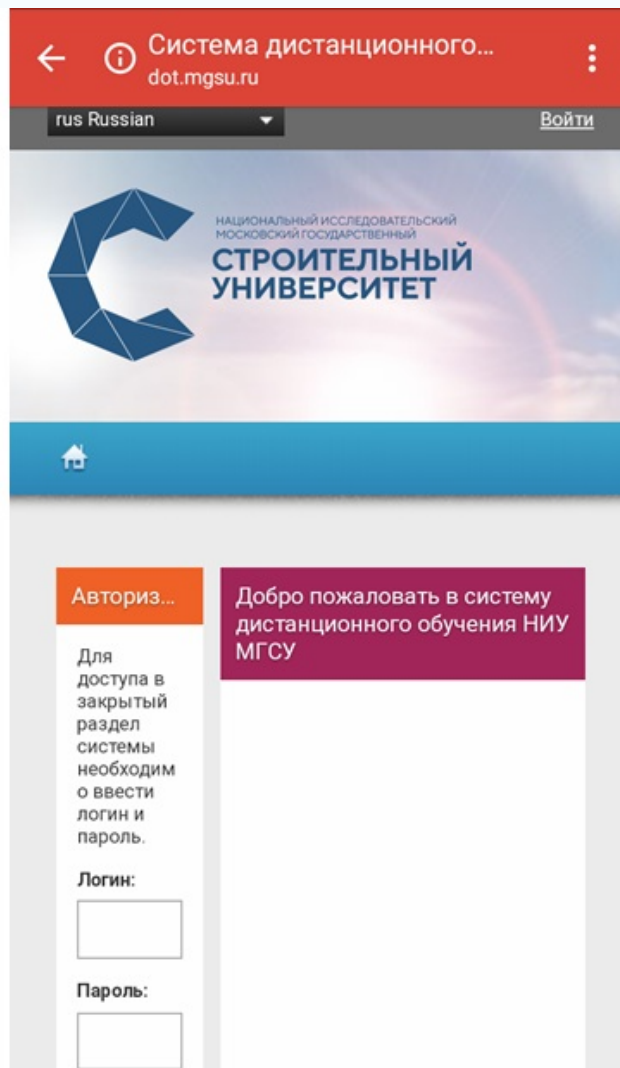 Система дистанционного...
dot.mgsu.ru
rus Russian
Войти
НАЦИОНАЛЬНЫЙ ИССЛЕДОВАТЕЛЬСКИЙ
МОСКОВСКИЙ ГОСУДАРСТВЕННЫЙ
СТРОИТЕЛЬНЫЙ
УНИВЕРСИТЕТ
Авториз...
Для
доступа в
закрытый
раздел
системы
необходим
о ввести
логин и
пароль.
Логин:
Пароль:
Добро пожаловать в систему
дистанционного обучения НИУ
МГСУ